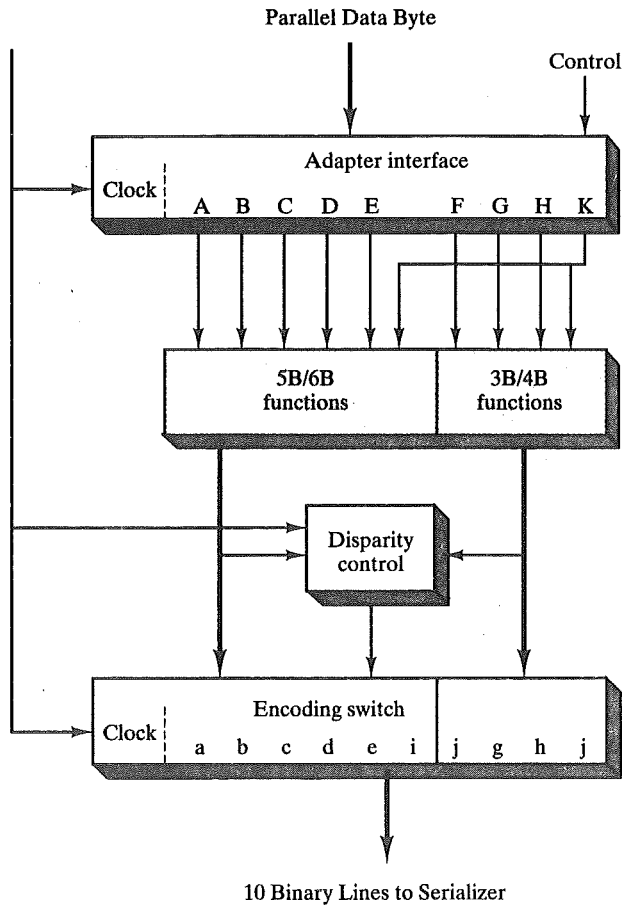 Parallel Data Byte
Control
Adapter interface
Clock
A B C D E F G H K
5B/6B
functions
3B/4B
functions
Disparity
control
Encoding switch
Clock
a b c d e i j g h j
10 Binary Lines to Serializer